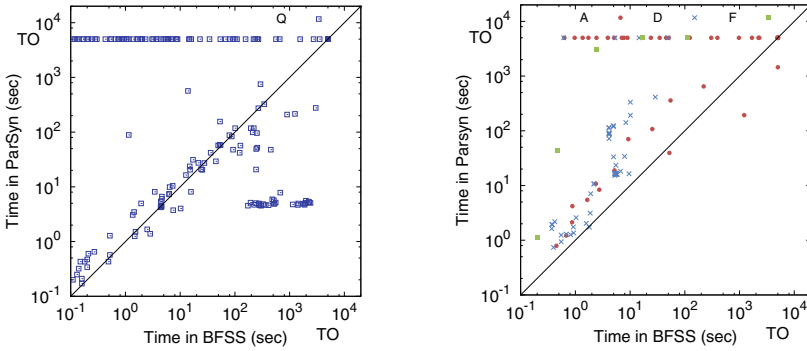 Q
10^4
TO
10^3
10^2
10^1
10^0
10^-1
Time in ParSyn (sec)
10^-1 10^0 10^1 10^2 10^3 10^4
Time in BFSS (sec) TO
A D F
10^4
TO
10^3
10^2
10^1
10^0
10^-1
Time in Parsyn (sec)
10^-1 10^0 10^1 10^2 10^3 10^4
Time in BFSS (sec) TO